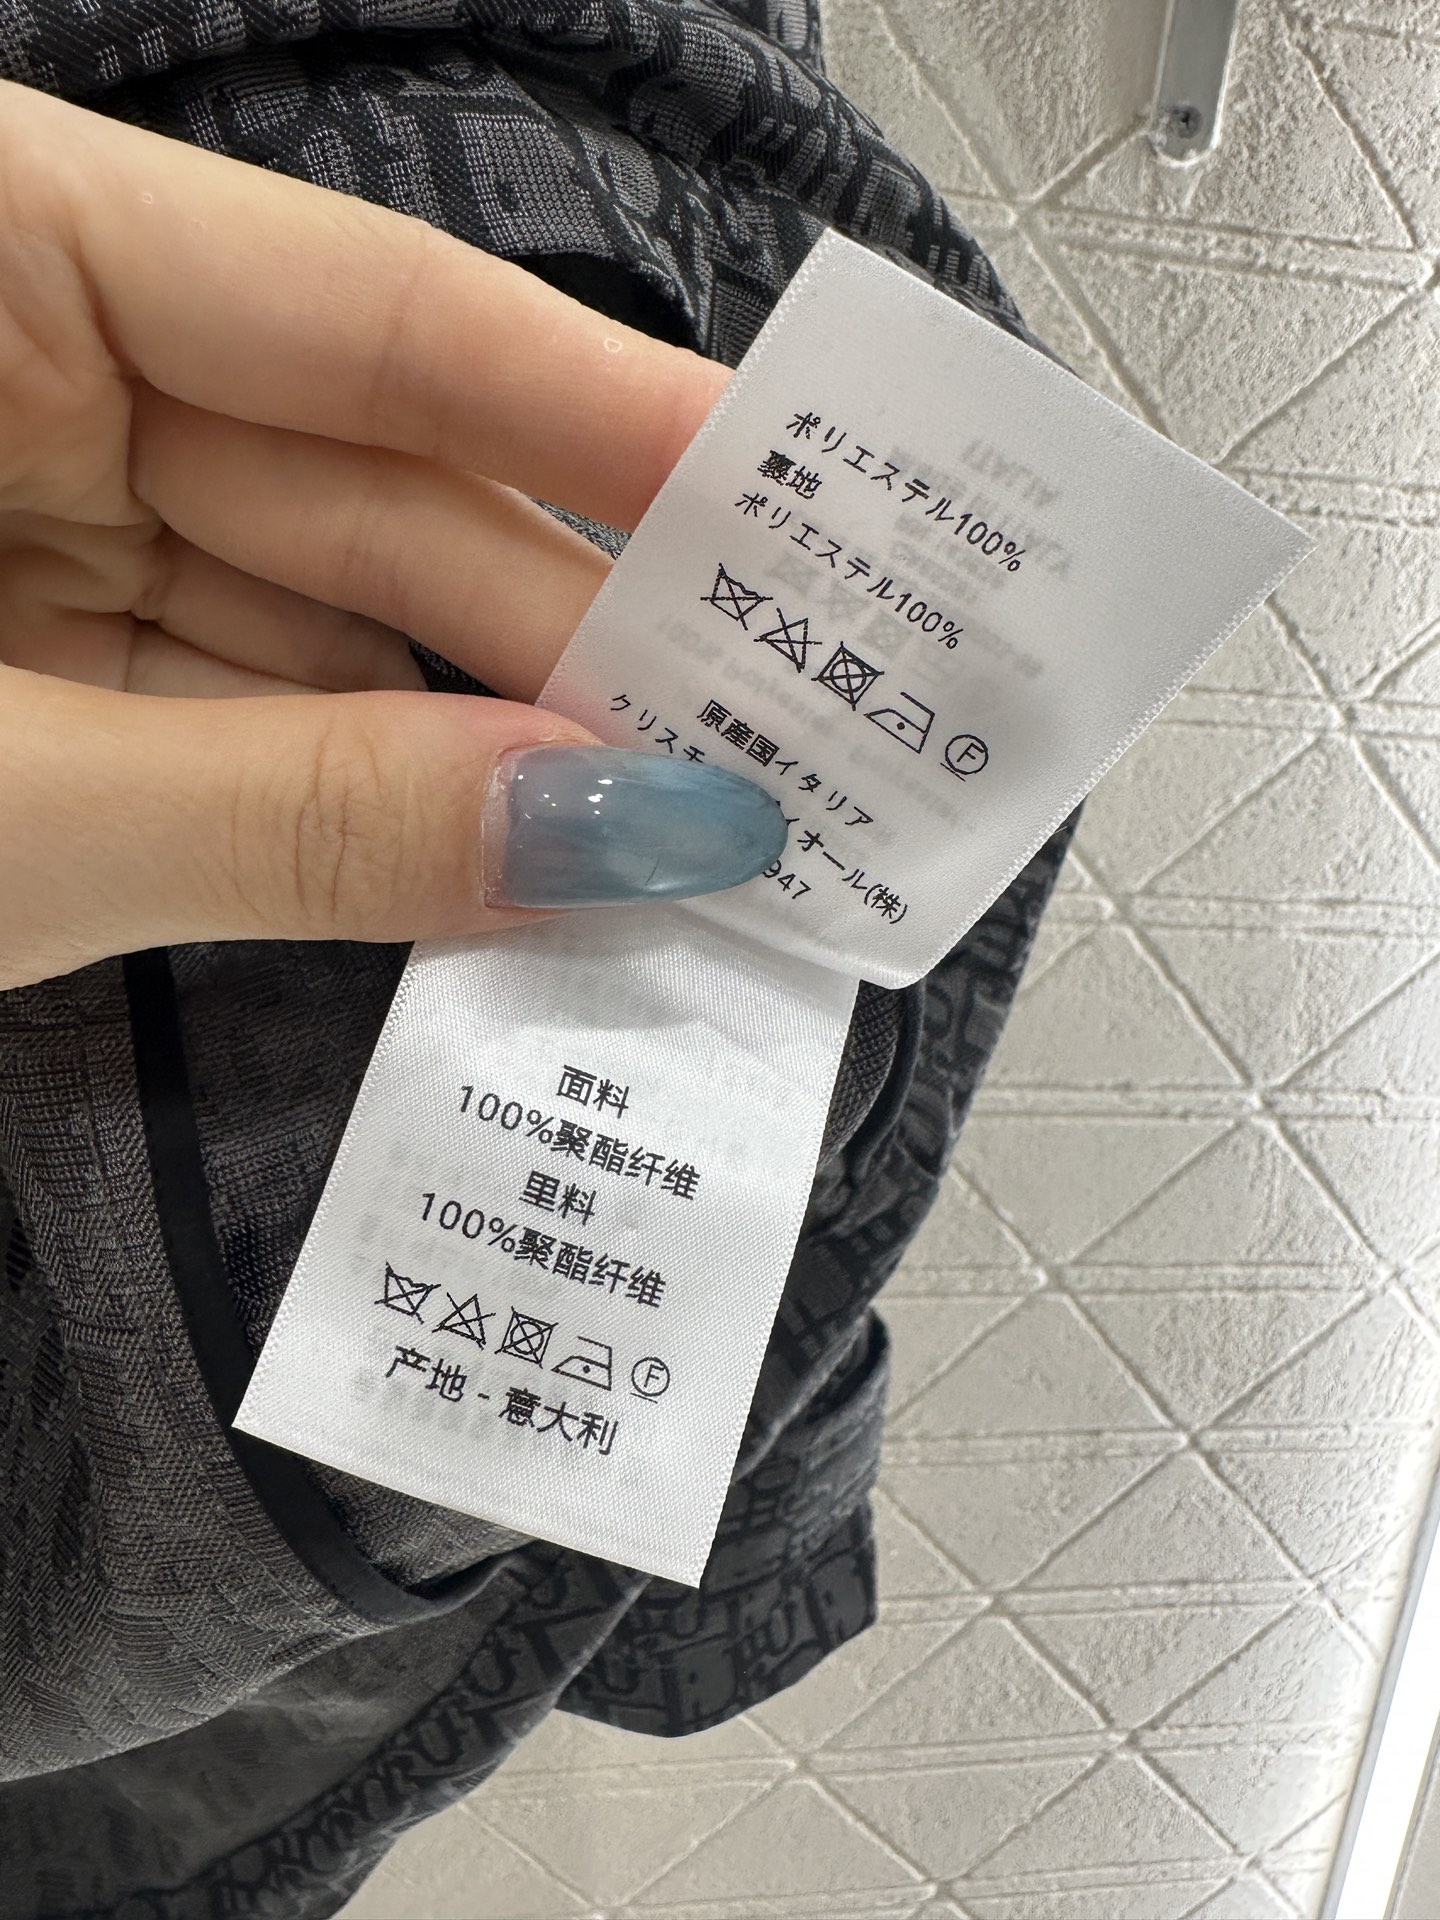 ポリエステル100%
裏地
ポリエステル100%
F
原産国イタリア
クリスチ
イオール(株)
947
面料
100%聚酯纤维
里料
100%聚酯纤维
F
产地 - 意大利